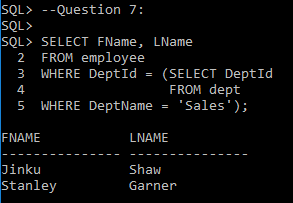 SQL> --Question 7:
SQL>
SQL> SELECT FName, LName
  2  FROM employee
  3  WHERE DeptId = (SELECT DeptId
  4                  FROM dept
  5  WHERE DeptName = 'Sales');

FNAME           LNAME
--------------- ---------------
Jinku           Shaw
Stanley         Garner